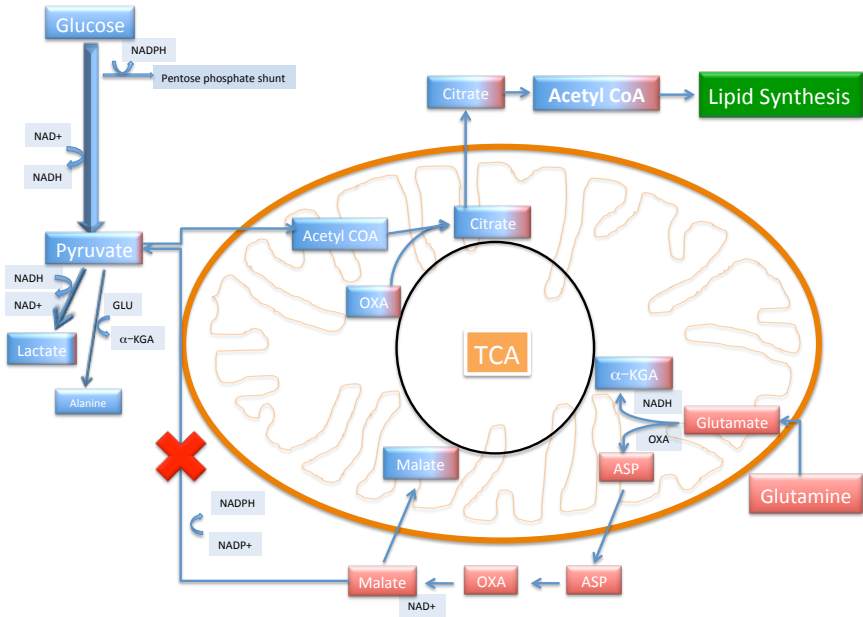 Glucose
NADPH
Pentose phosphate shunt
Citrate
Acetyl CoA
Lipid Synthesis
NAD+
NADH
Pyruvate
Acetyl COA
Citrate
NADH
NAD+
GLU
α-KGA
OXA
Lactate
TCA
α-KGA
Alanine
NADH
Glutamate
OXA
Malate
ASP
Glutamine
NADPH
NADP+
Malate
OXA
ASP
NAD+